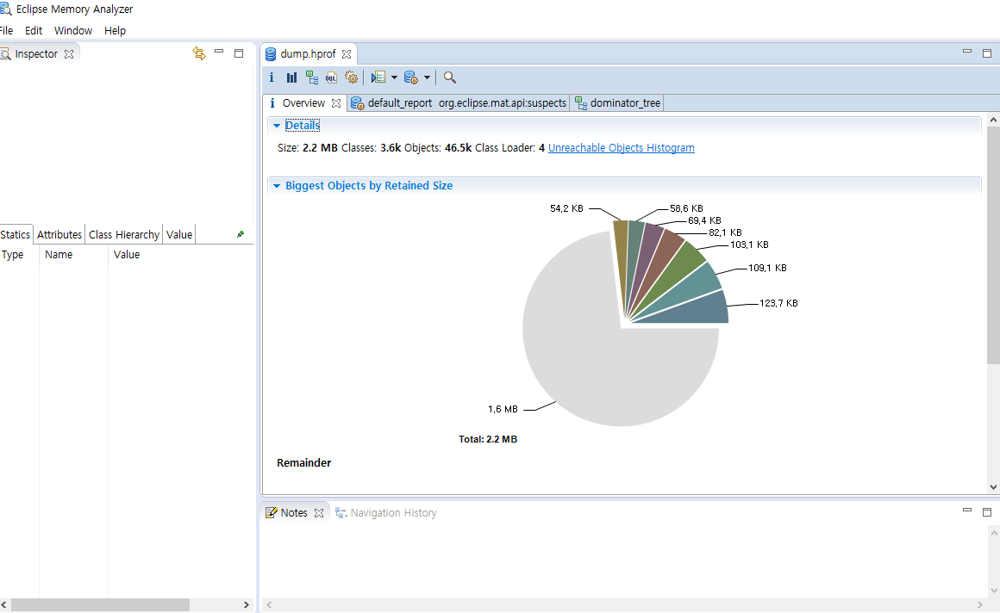 Eclipse Memory Analyzer
File Edit Window Help
Inspector
Statics Attributes Class Hierarchy Value
Type Name Value
dump.hprof
i OQL
i Overview default_report org.eclipse.mat.api:suspects dominator_tree
Details
Size: 2.2 MB Classes: 3.6k Objects: 46.5k Class Loader: 4 Unreachable Objects Histogram
Biggest Objects by Retained Size
54,2 KB
58,6 KB
69,4 KB
82,1 KB
103,1 KB
109,1 KB
123,7 KB
1,6 MB
Total: 2.2 MB
Remainder
Notes Navigation History